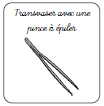 Transvaser avec une
pince à épiler